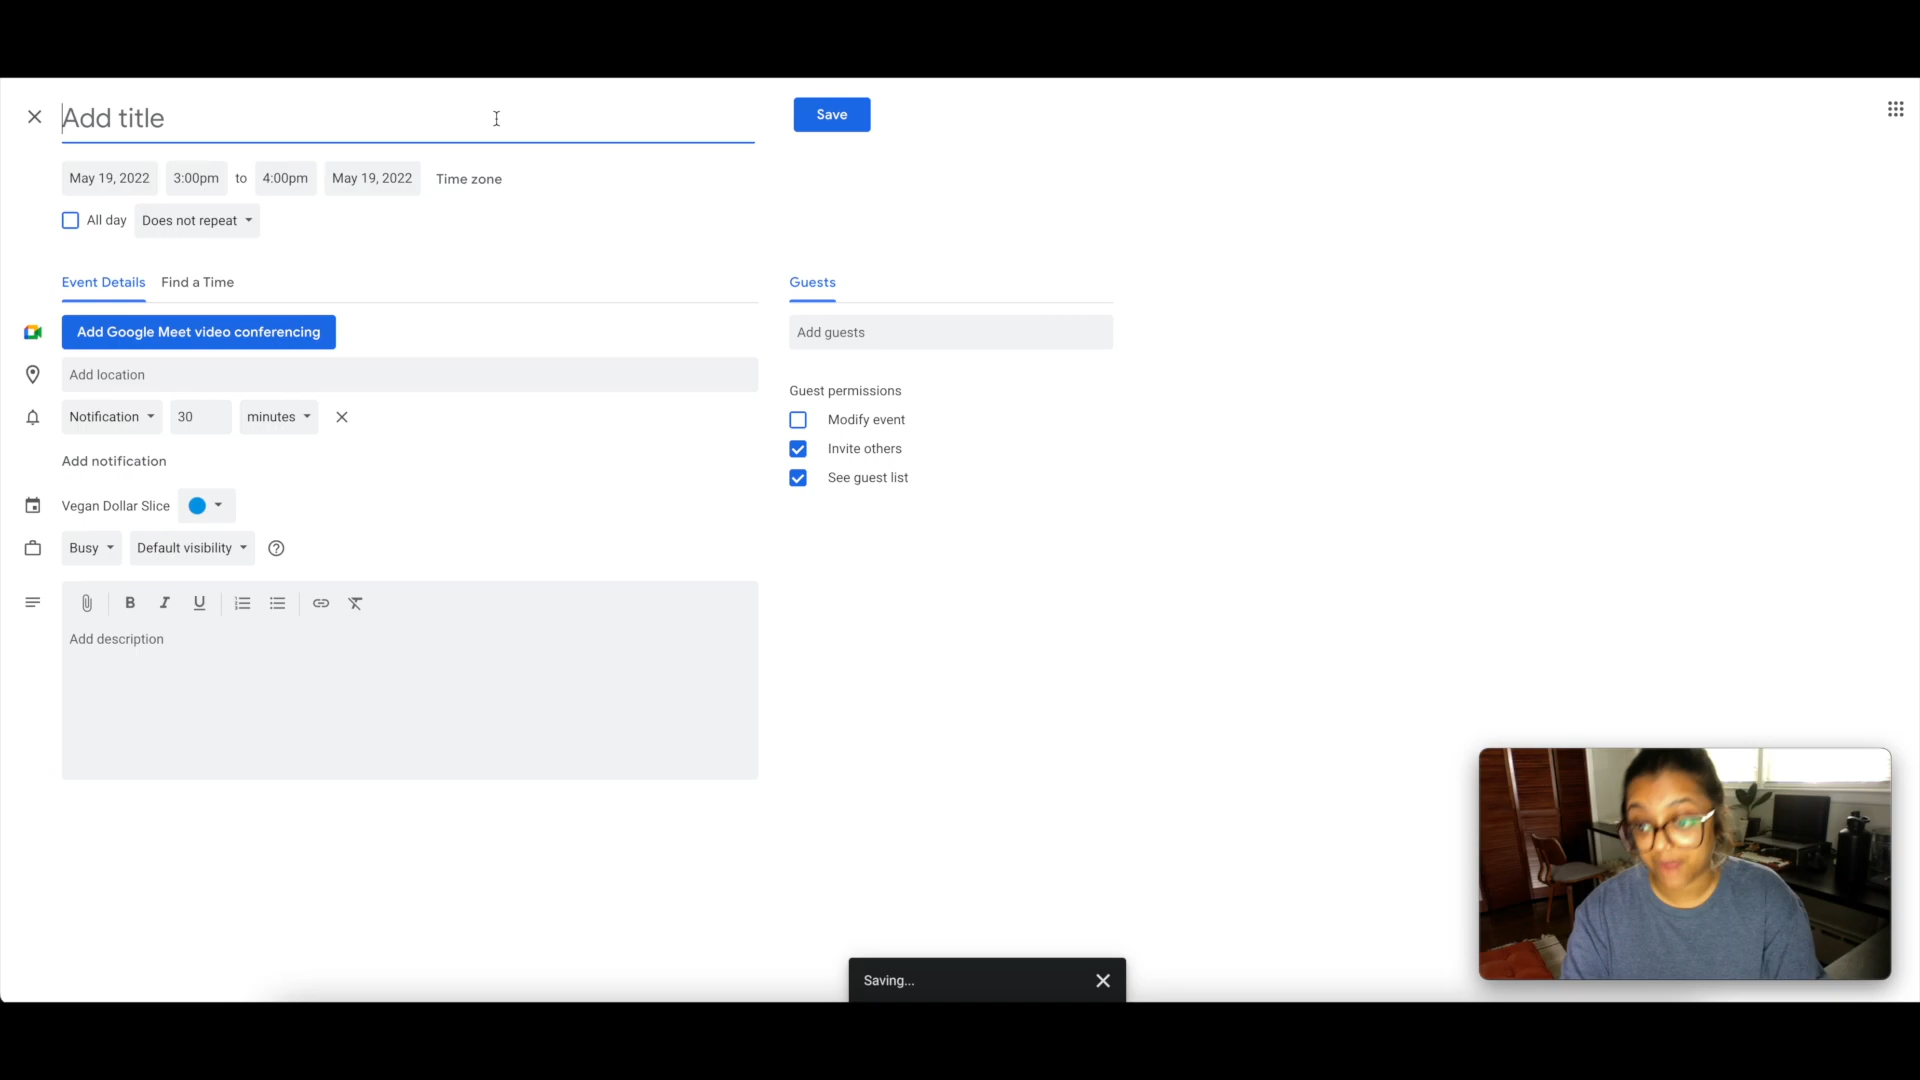 Add title
Save
May 19, 2022 3:00pm to 4:00pm May 19, 2022 Time zone
All day Does not repeat
Event Details Find a Time
Guests
Add Google Meet video conferencing
Add guests
Add location
Guest permissions
Notification 30 minutes
Modify event
Invite others
Add notification
See guest list
Vegan Dollar Slice
Busy Default visibility
B I U
Add description
Saving...